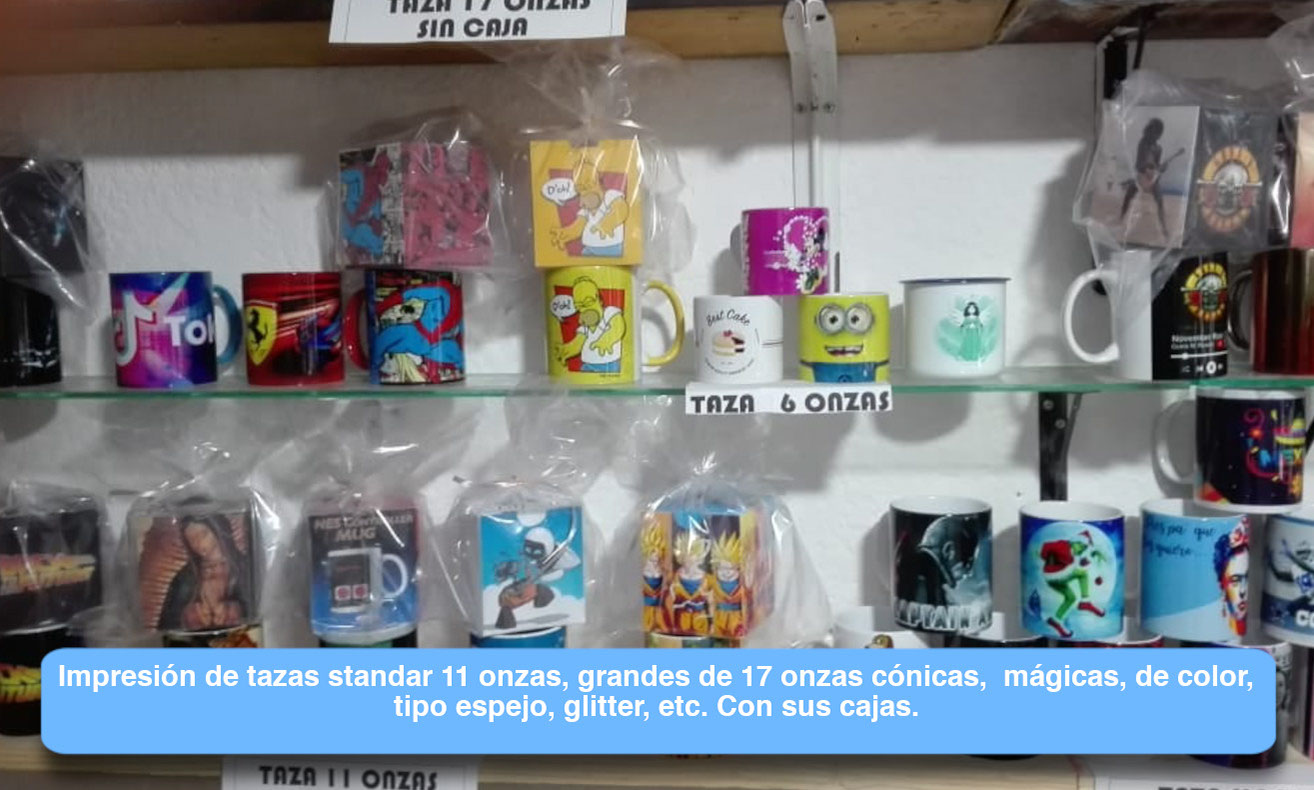 TAZA 17 ONZAS
SIN CAJA
D'oh!
D'oh!
Best Cake
TAZA 6 ONZAS
NES CONTROLLER
MUG
Impresión de tazas standar 11 onzas, grandes de 17 onzas cónicas, mágicas, de color,
tipo espejo, glitter, etc. Con sus cajas.
TAZA 11 ONZAS